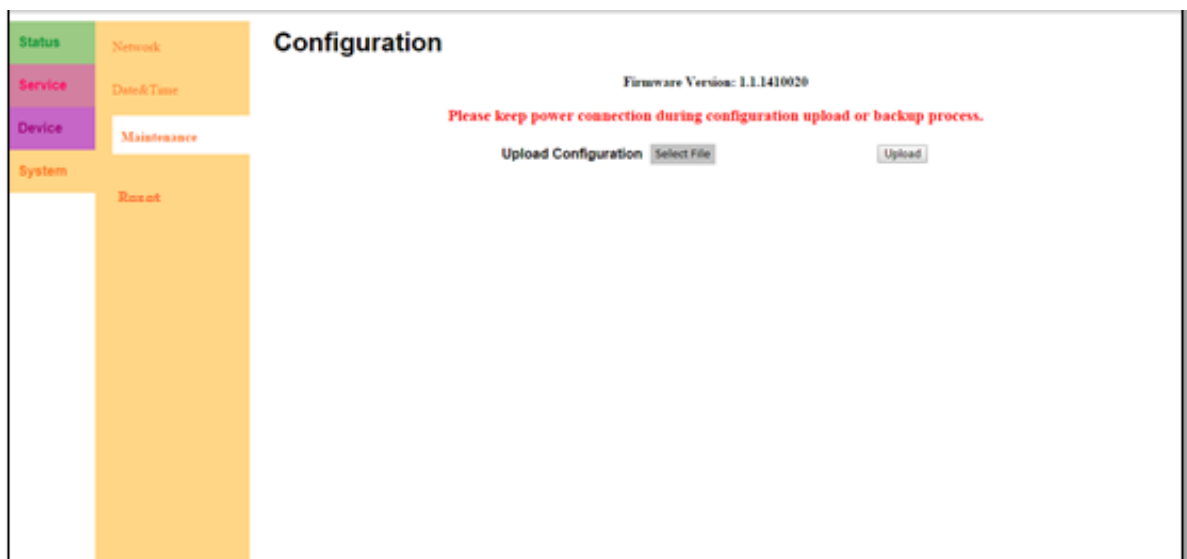 Status
Service
Device
System
Network
Date&Time
Maintenance
Reset
Configuration
Firmware Version: 1.1.1410020
Please keep power connection during configuration upload or backup process.
Upload Configuration Select File Upload